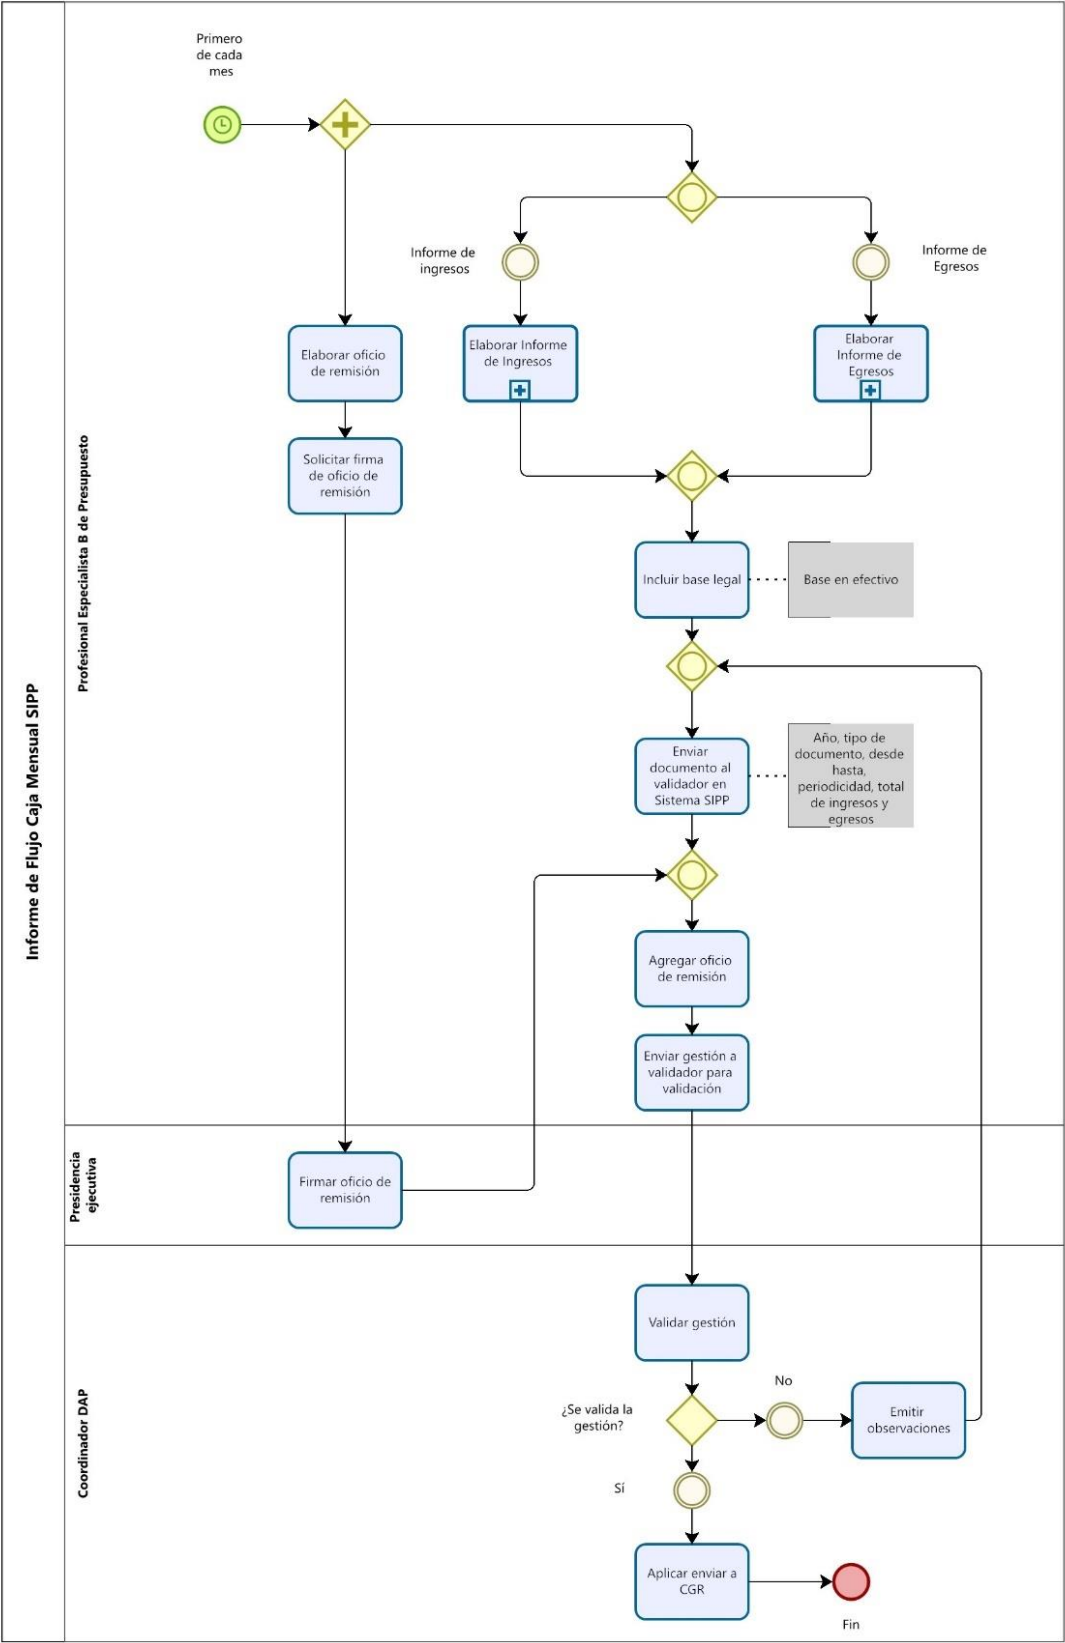 Informe de Flujo Caja Mensual SIPP
Profesional Especialista B de Presupuesto
Primero
de cada
mes
Informe de
ingresos
Informe de
Egresos
Elaborar oficio
de remisión
Elaborar Informe
de Ingresos
Elaborar
Informe de
Egresos
Solicitar firma
de oficio de
remisión
Incluir base legal
Base en efectivo
Enviar
documento al
validador en
Sistema SIPP
Año, tipo de
documento, desde
hasta,
periodicidad, total
de ingresos y
egresos
Agregar oficio
de remisión
Enviar gestión a
validador para
validación
Presidencia
ejecutiva
Firmar oficio de
remisión
Coordinador DAP
Validar gestión
¿Se valida la
gestión?
No
Emitir
observaciones
Sí
Aplicar enviar a
CGR
Fin